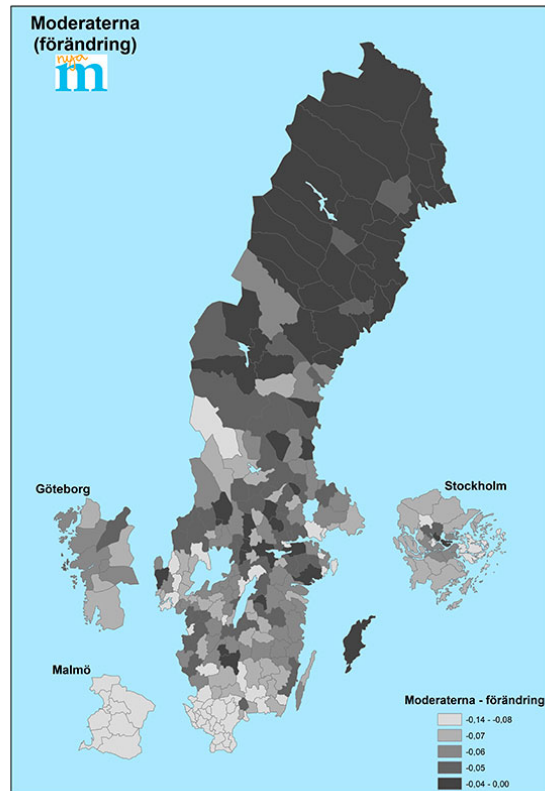 Moderaterna
(förändring)
nya
m
Göteborg
Stockholm
Malmö
Moderaterna - förändring
-0,14 - -0,08
-0,07
-0,06
-0,05
-0,04 - 0,00